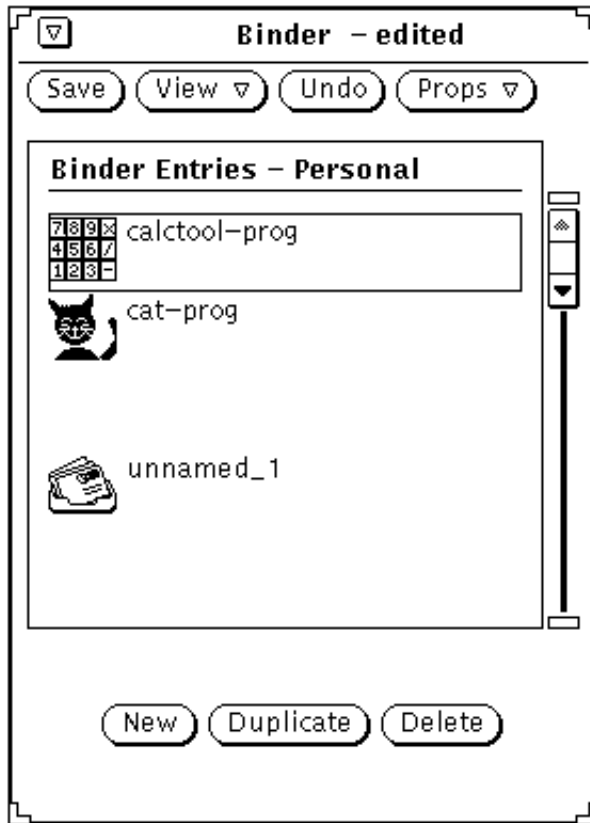 Binder - edited
Save View Undo Props
Binder Entries - Personal
789X
456/
123-
calctool-prog
cat-prog
unnamed_1
New Duplicate Delete